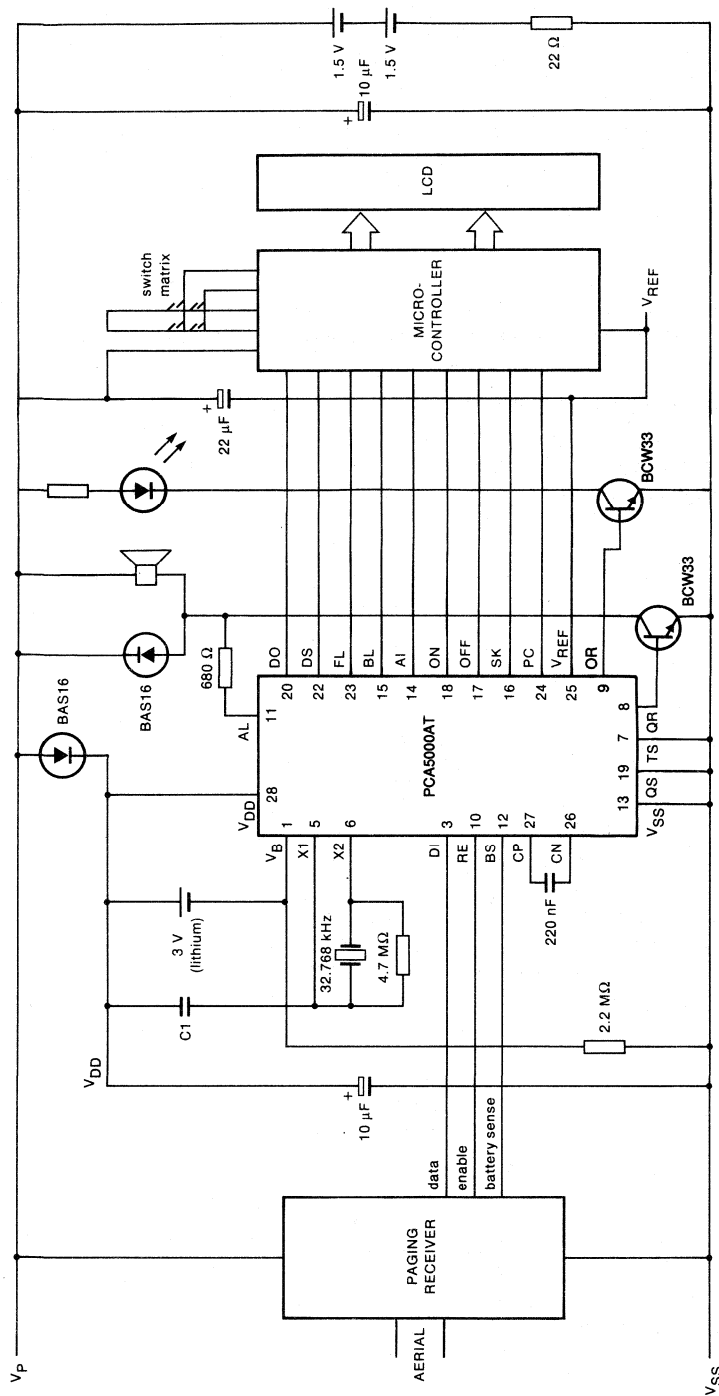 VP
VSS
AERIAL
PAGING
RECEIVER
data
enable
battery sense
VDD
10 µF
+
C1
3 V
(lithium)
32.768 kHz
4.7 MΩ
2.2 MΩ
220 nF
BAS16
BAS16
680 Ω
PCA5000AT
VDD
28
AL
11
VB
1
X1
5
X2
6
DI
3
RE
10
BS
12
CP
27
CN
26
DO
20
DS
22
FL
23
BL
15
AI
14
ON
18
OFF
17
SK
16
PC
24
VREF
25
OR
9
VSS
13
QS
19
TS
7
QR
8
BCW33
BCW33
22 µF
+
switch
matrix
MICRO-
CONTROLLER
VREF
LCD
+
10 µF
1.5 V
1.5 V
22 Ω